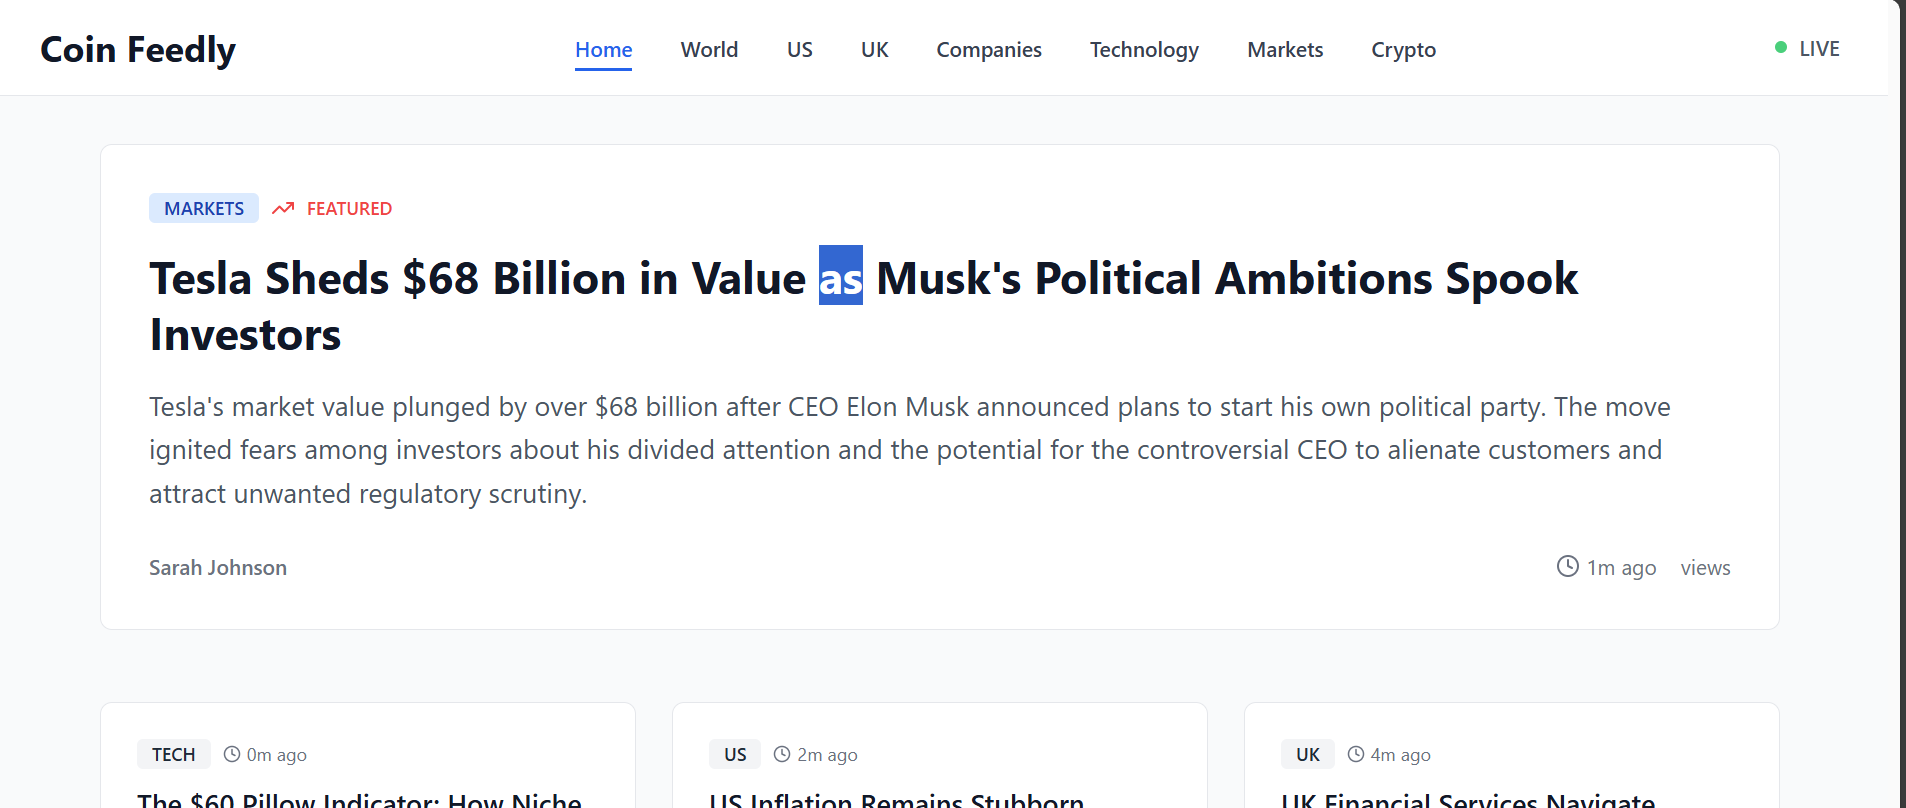 Coin Feedly
Home World US UK Companies Technology Markets Crypto
LIVE
MARKETS FEATURED
Tesla Sheds $68 Billion in Value as Musk's Political Ambitions Spook
Investors
Tesla's market value plunged by over $68 billion after CEO Elon Musk announced plans to start his own political party. The move
ignited fears among investors about his divided attention and the potential for the controversial CEO to alienate customers and
attract unwanted regulatory scrutiny.
Sarah Johnson
1m ago views
TECH 0m ago
The $60 Pillow Indicator: How Niche
US 2m ago
US Inflation Remains Stubborn
UK 4m ago
UK Financial Services Navigate